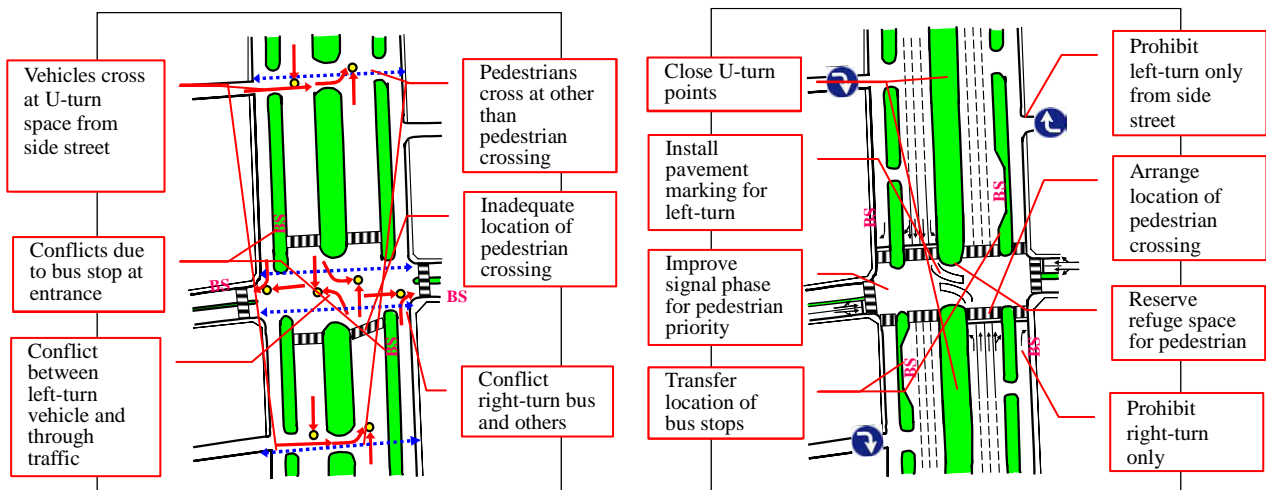 Vehicles cross
at U-turn
space from
side street
Conflicts due
to bus stop at
entrance
Conflict
between
left-turn
vehicle and
through
traffic
BS
BS
BS
BS
Pedestrians
cross at other
than
pedestrian
crossing
Inadequate
location of
pedestrian
crossing
Conflict
right-turn bus
and others
Close U-turn
points
Install
pavement
marking for
left-turn
Improve
signal phase
for pedestrian
priority
Transfer
location of
bus stops
BS
BS
BS
BS
Prohibit
left-turn only
from side
street
Arrange
location of
pedestrian
crossing
Reserve
refuge space
for pedestrian
Prohibit
right-turn
only